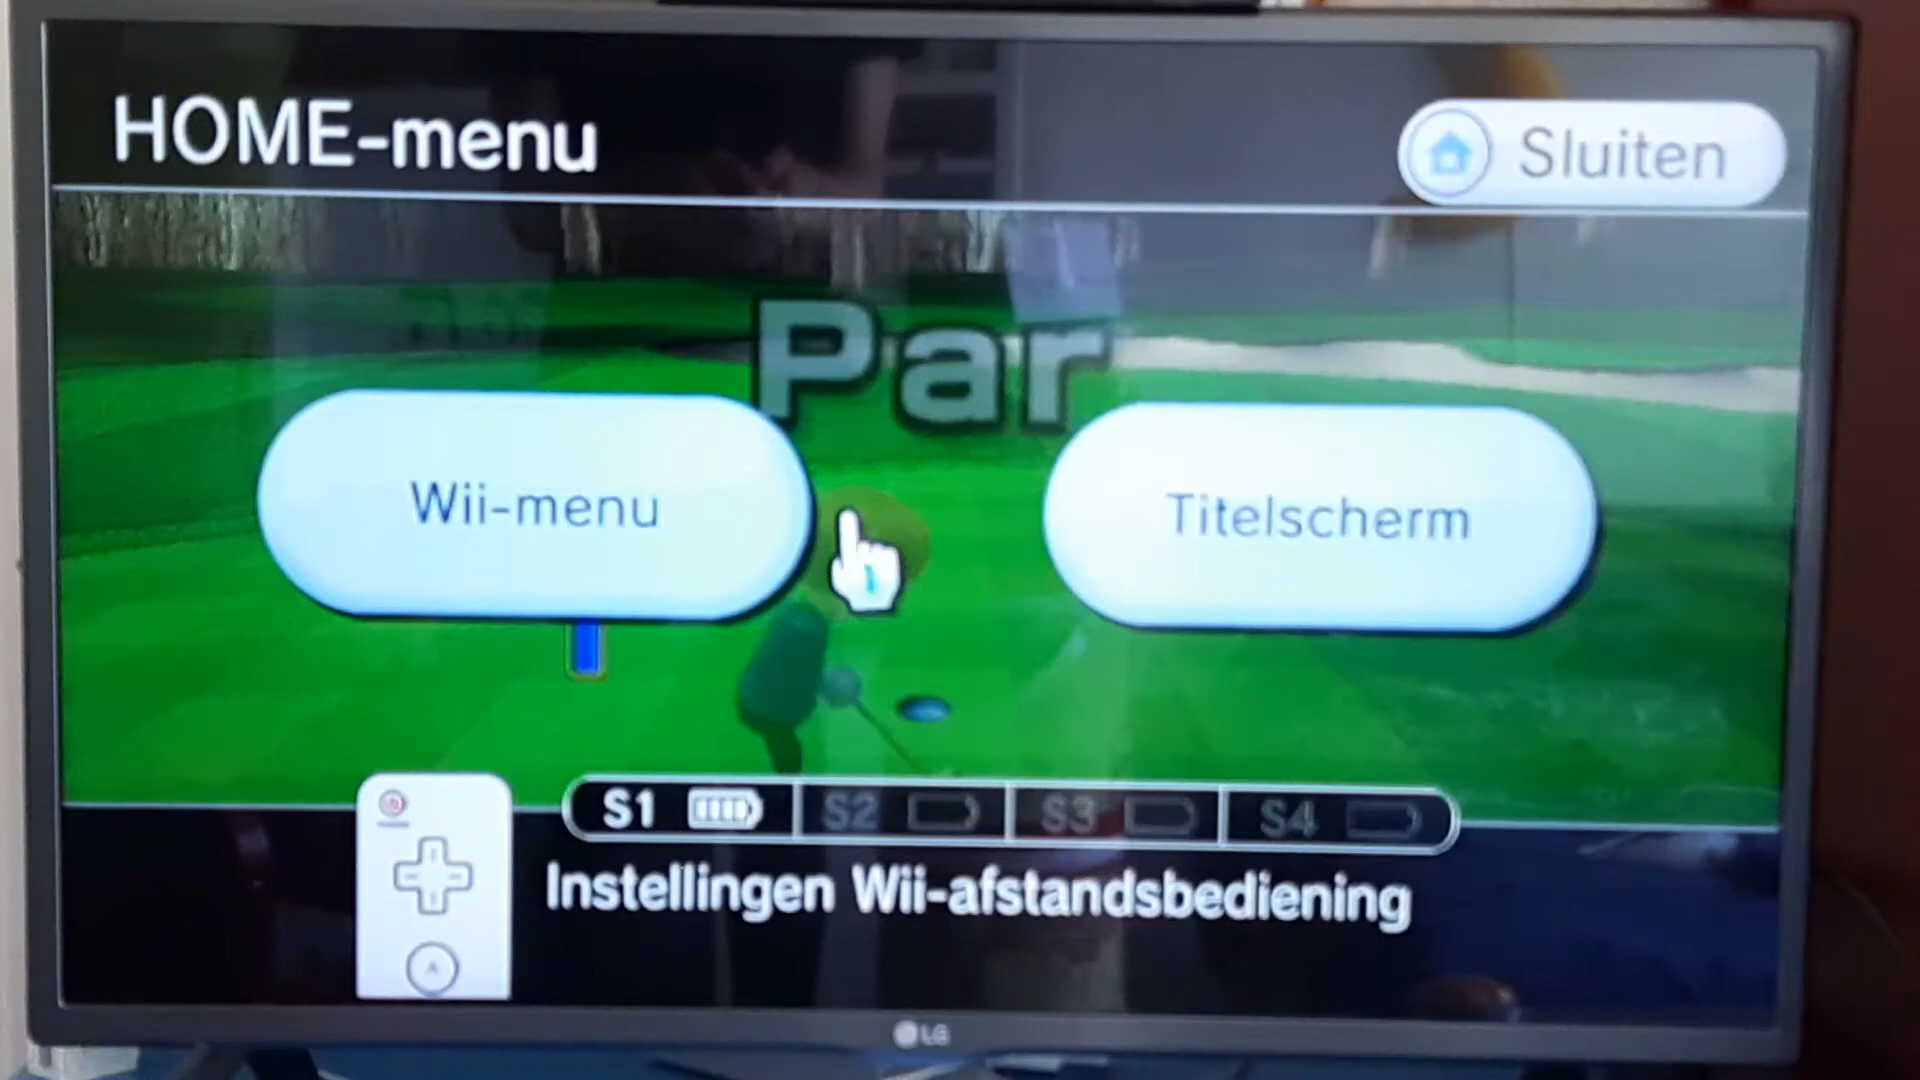 HOME-menu
Sluiten
Par
Wii-menu
Titelscherm
S1
S2
S3
S4
Instellingen Wii-afstandsbediening
A
LG